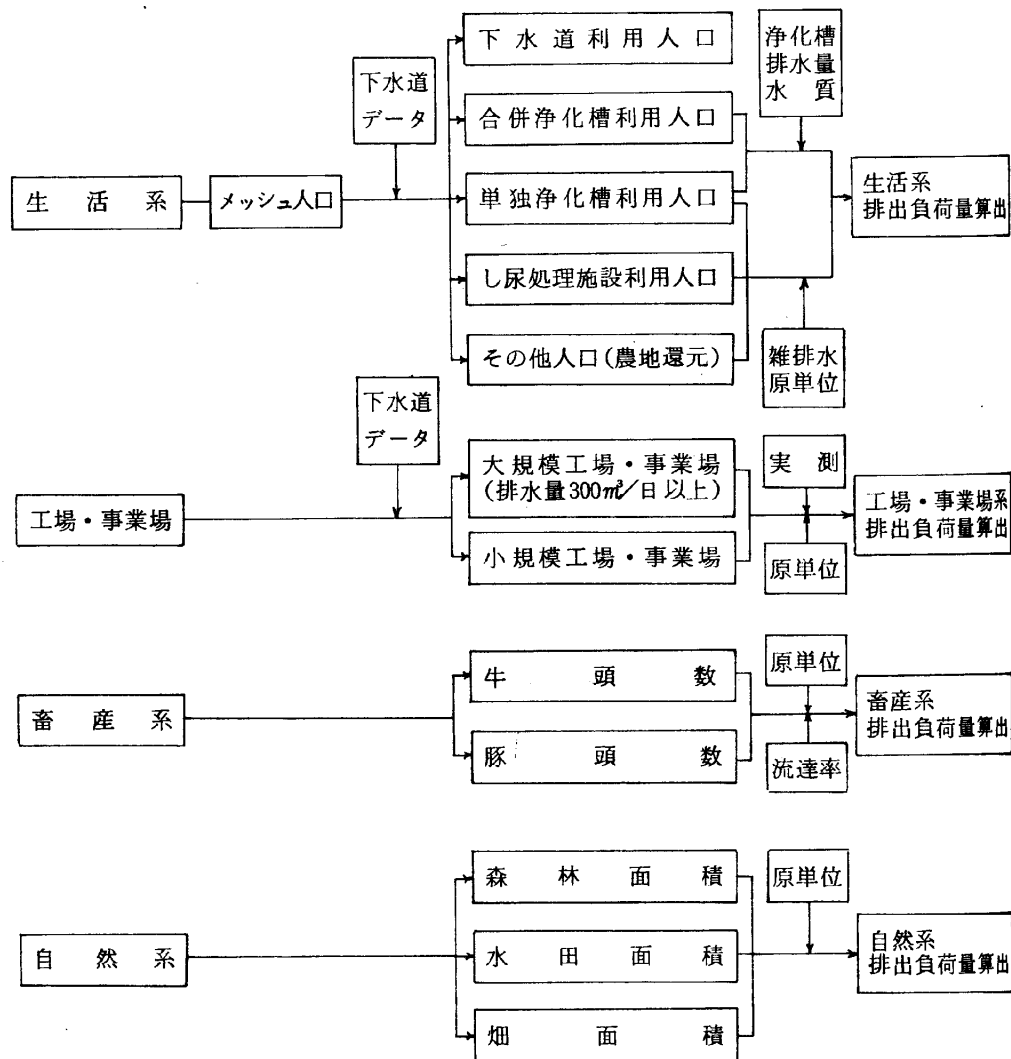 下水道利用人口
浄化槽
排水量
水質
下水道
データ
合併浄化槽利用人口
生活系
メッシュ人口
単独浄化槽利用人口
生活系
排出負荷量算出
し尿処理施設利用人口
その他人口(農地還元)
雑排水
原単位
下水道
データ
大規模工場・事業場
(排水量300㎥/日以上)
実測
工場・事業場
工場・事業場系
排出負荷量算出
小規模工場・事業場
原単位
牛頭数
原単位
畜産系
畜産系
排出負荷量算出
豚頭数
流達率
森林面積
原単位
自然系
水田面積
自然系
排出負荷量算出
畑面積